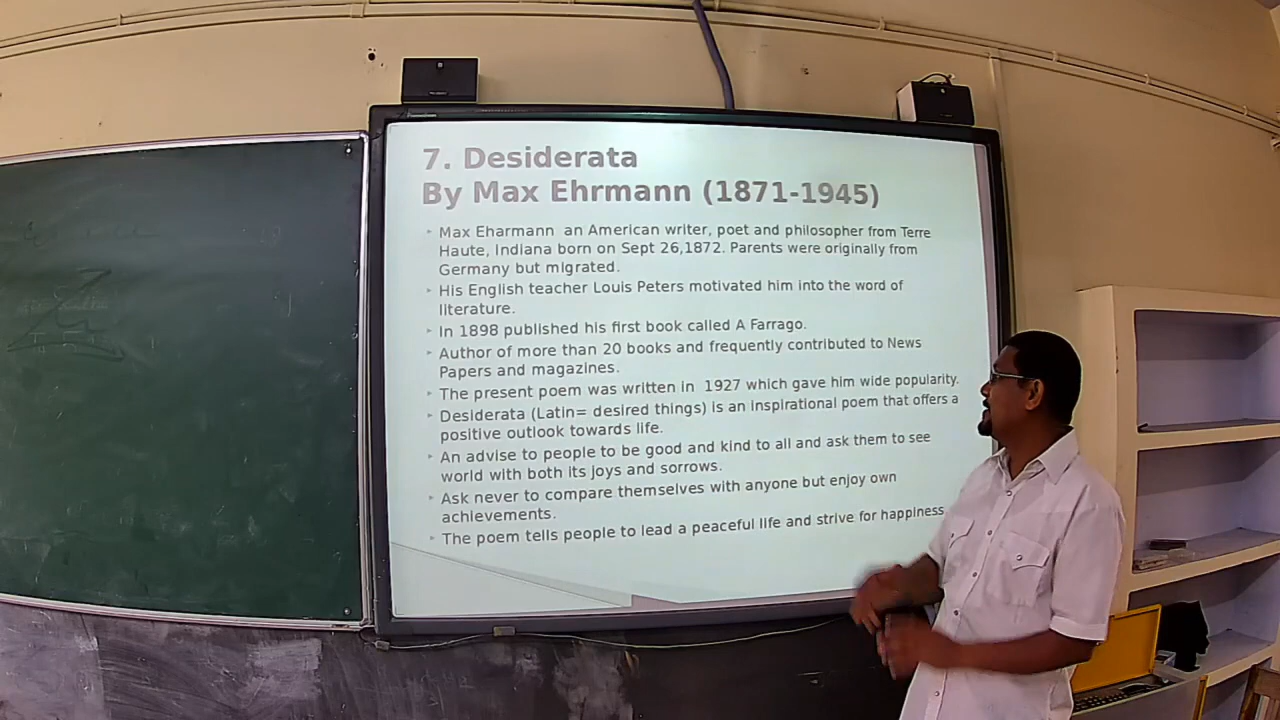 7. Desiderata
By Max Ehrmann (1871-1945)
Max Eharmann an American writer, poet and philosopher from Terre
Haute, Indiana born on Sept 26,1872. Parents were originally from
Germany but migrated.
His English teacher Louis Peters motivated him into the word of
literature.
In 1898 published his first book called A Farrago.
Author of more than 20 books and frequently contributed to News
Papers and magazines.
The present poem was written in 1927 which gave him wide popularity.
Desiderata (Latin= desired things) is an inspirational poem that offers a
positive outlook towards life.
An advise to people to be good and kind to all and ask them to see
world with both its joys and sorrows.
Ask never to compare themselves with anyone but enjoy own
achievements.
The poem tells people to lead a peaceful life and strive for happiness